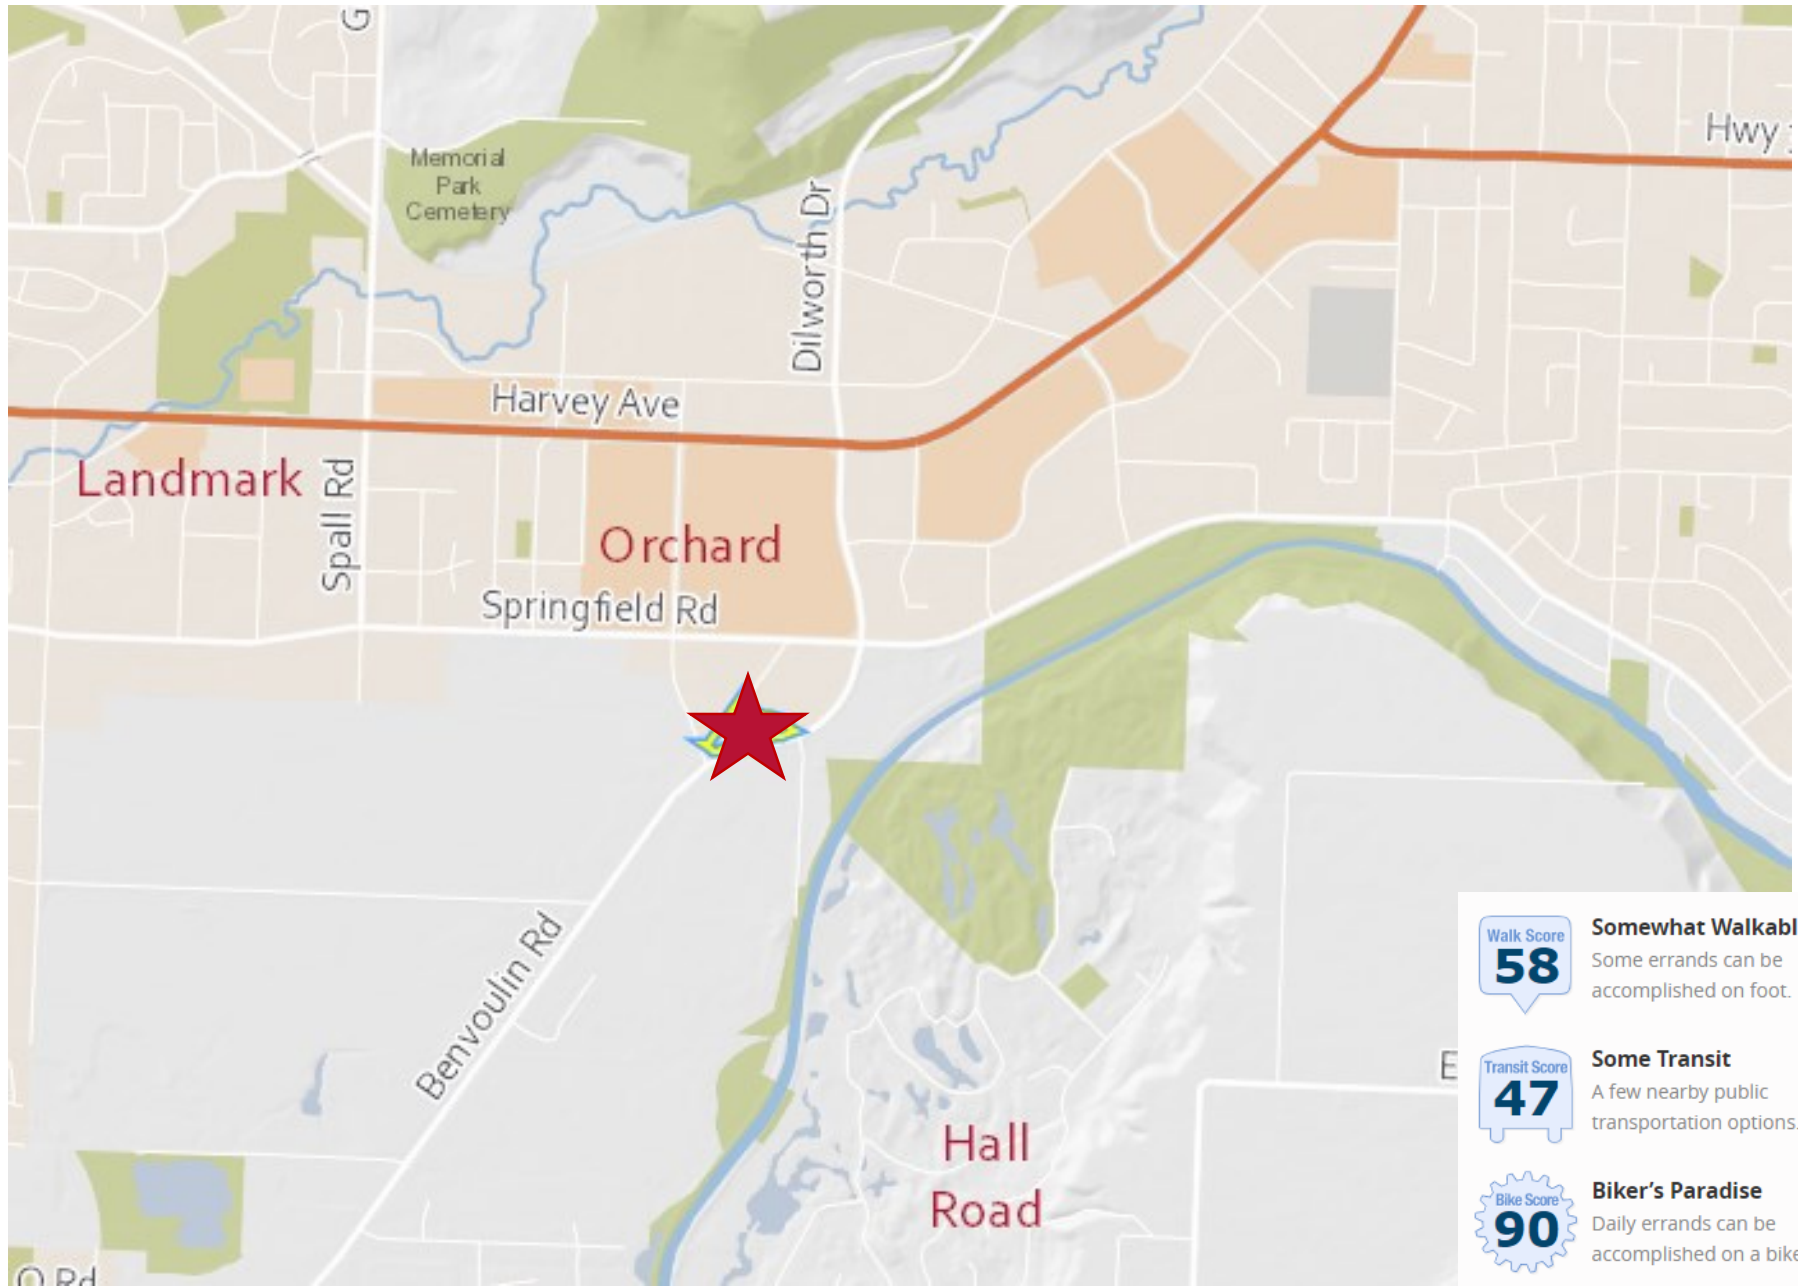 G
Memorial
Park
Cemetery
Hwy
Dilworth Dr
Harvey Ave
Landmark
Spall Rd
Orchard
Springfield Rd
Benvoulin Rd
Hall
Road
E
O Rd
Walk Score
58
Somewhat Walkabl
Some errands can be
accomplished on foot.
Transit Score
47
Some Transit
A few nearby public
transportation options.
Bike Score
90
Biker's Paradise
Daily errands can be
accomplished on a bike